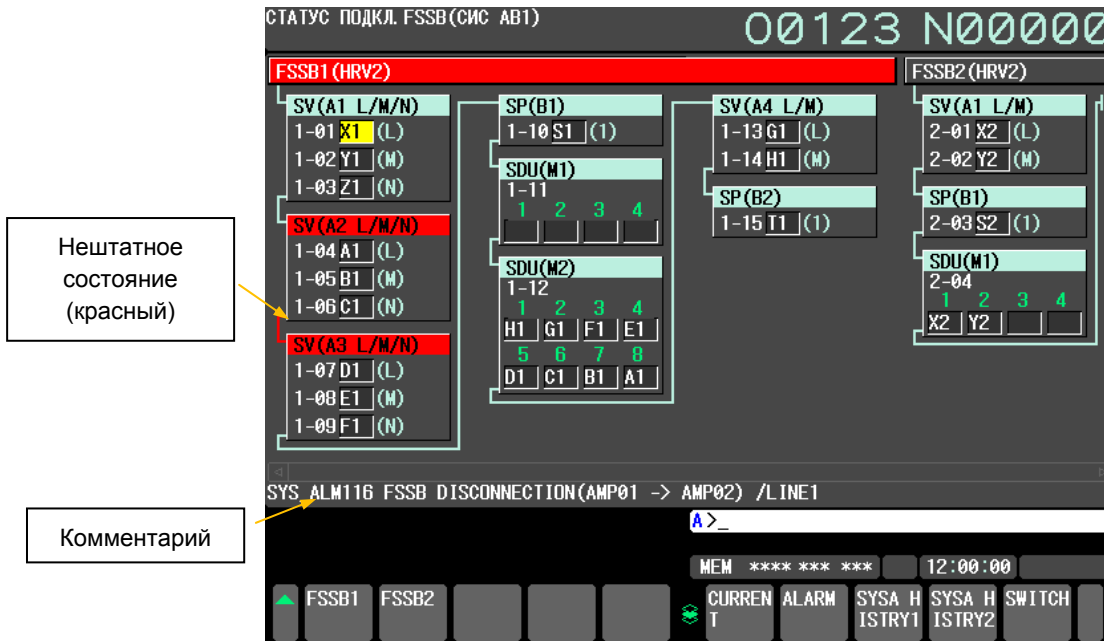 СТАТУС ПОДКЛ. FSSB(СИС AB1)
O0123 N00000
FSSB1(HRV2)
SV(A1 L/M/N)
1-01 X1 (L)
1-02 Y1 (M)
1-03 Z1 (N)
SV(A2 L/M/N)
1-04 A1 (L)
1-05 B1 (M)
1-06 C1 (N)
SV(A3 L/M/N)
1-07 D1 (L)
1-08 E1 (M)
1-09 F1 (N)
SP(B1)
1-10 S1 (1)
SDU(M1)
1-11
1 2 3 4
SDU(M2)
1-12
1 2 3 4
H1 G1 F1 E1
5 6 7 8
D1 C1 B1 A1
SV(A4 L/M)
1-13 G1 (L)
1-14 H1 (M)
SP(B2)
1-15 T1 (1)
FSSB2(HRV2)
SV(A1 L/M)
2-01 X2 (L)
2-02 Y2 (M)
SP(B1)
2-03 S2 (1)
SDU(M1)
2-04
1 2 3 4
X2 Y2
Нештатное
состояние
(красный)
SYS_ALM116 FSSB DISCONNECTION(AMP01 -> AMP02) /LINE1
Комментарий
A >_
MEM **** *** *** 12:00:00
FSSB1 FSSB2
CURREN
T
ALARM
SYSA H
ISTRY1
SYSA H
ISTRY2
SWITCH